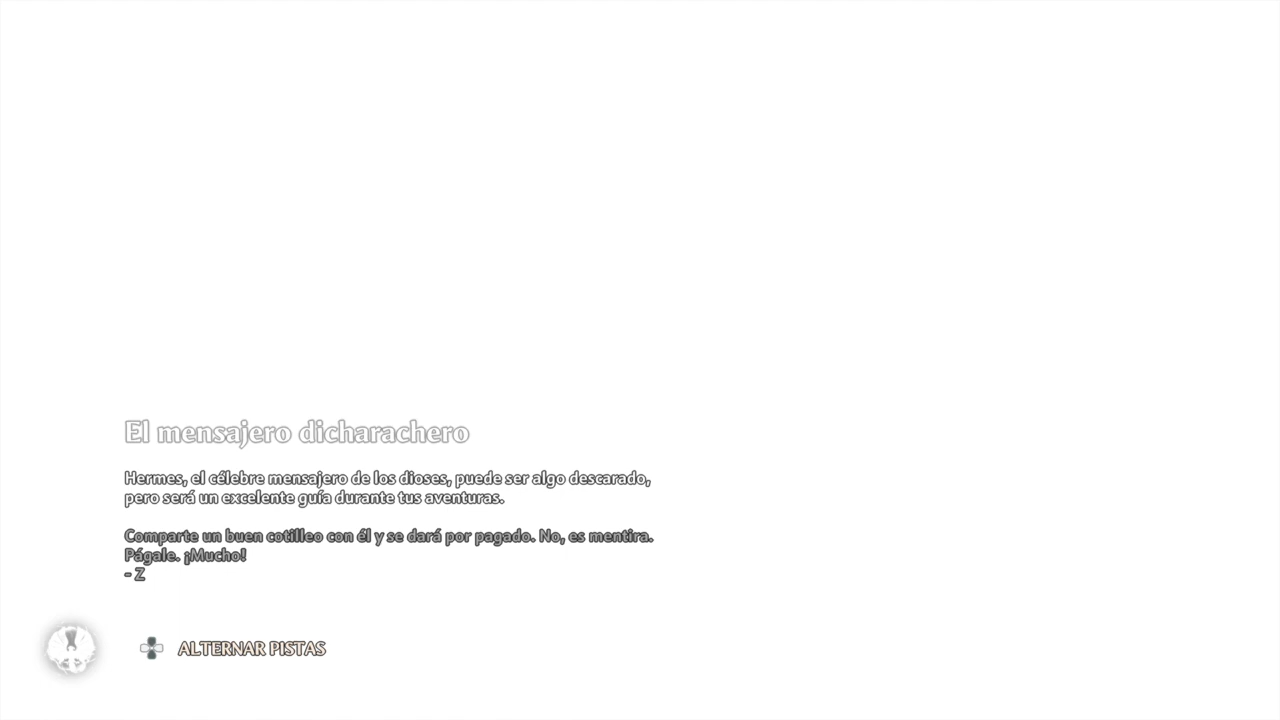 El mensajero dicharachero
Hermes, el célebre mensajero de los dioses, puede ser algo descarado,
pero será un excelente guía durante tus aventuras.
Comparte un buen cotilleo con él y se dará por pagado. No, es mentira.
Págale. ¡Mucho!
- Z
ALTERNAR PISTAS